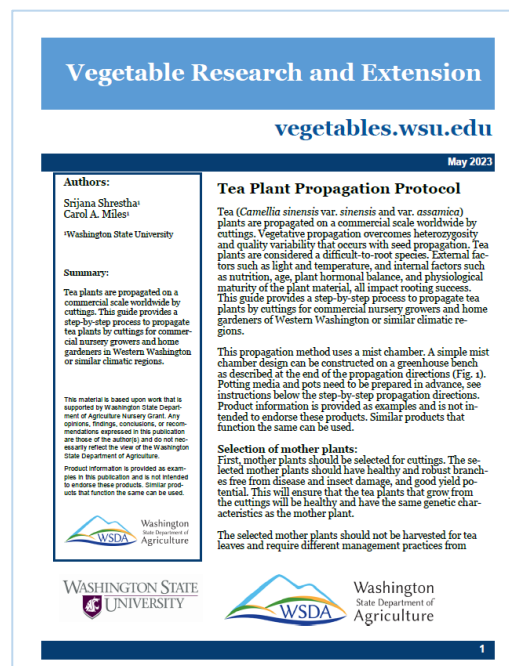 Vegetable Research and Extension
vegetables.wsu.edu
May 2023
Authors:
Srijana Shrestha¹
Carol A. Miles¹
¹Washington State University
Summary:
Tea plants are propagated on a
commercial scale worldwide by
cuttings. This guide provides a
step-by-step process to propagate
tea plants by cuttings for commer-
cial nursery growers and home
gardeners in Western Washington
or similar climatic regions.
This material is based upon work that is
supported by Washington State Depart-
ment of Agriculture Nursery Grant. Any
opinions, findings, conclusions, or recom-
mendations expressed in this publication
are those of the author(s) and do not nec-
essarily reflect the view of the Washington
State Department of Agriculture.
Product information is provided as exam-
ples in this publication and is not intended
to endorse these products. Similar prod-
ucts that function the same can be used.
WSDA
Washington
State Department of
Agriculture
Tea Plant Propagation Protocol
Tea (Camellia sinensis var. sinensis and var. assamica)
plants are propagated on a commercial scale worldwide by
cuttings. Vegetative propagation overcomes heterozygosity
and quality variability that occurs with seed propagation. Tea
plants are considered a difficult-to-root species. External fac-
tors such as light and temperature, and internal factors such
as nutrition, age, plant hormonal balance, and physiological
maturity of the plant material, all impact rooting success.
This guide provides a step-by-step process to propagate tea
plants by cuttings for commercial nursery growers and home
gardeners of Western Washington or similar climatic re-
gions.
This propagation method uses a mist chamber. A simple mist
chamber design can be constructed on a greenhouse bench
as described at the end of the propagation directions (Fig. 1).
Potting media and pots need to be prepared in advance, see
instructions below the step-by-step propagation directions.
Product information is provided as examples and is not in-
tended to endorse these products. Similar products that
function the same can be used.
Selection of mother plants:
First, mother plants should be selected for cuttings. The se-
lected mother plants should have healthy and robust branch-
es free from disease and insect damage, and good yield po-
tential. This will ensure that the tea plants that grow from
the cuttings will be healthy and have the same genetic char-
acteristics as the mother plant.
The selected mother plants should not be harvested for tea
leaves and require different management practices from
WASHINGTON STATE
UNIVERSITY
WSDA
Washington
State Department of
Agriculture
1